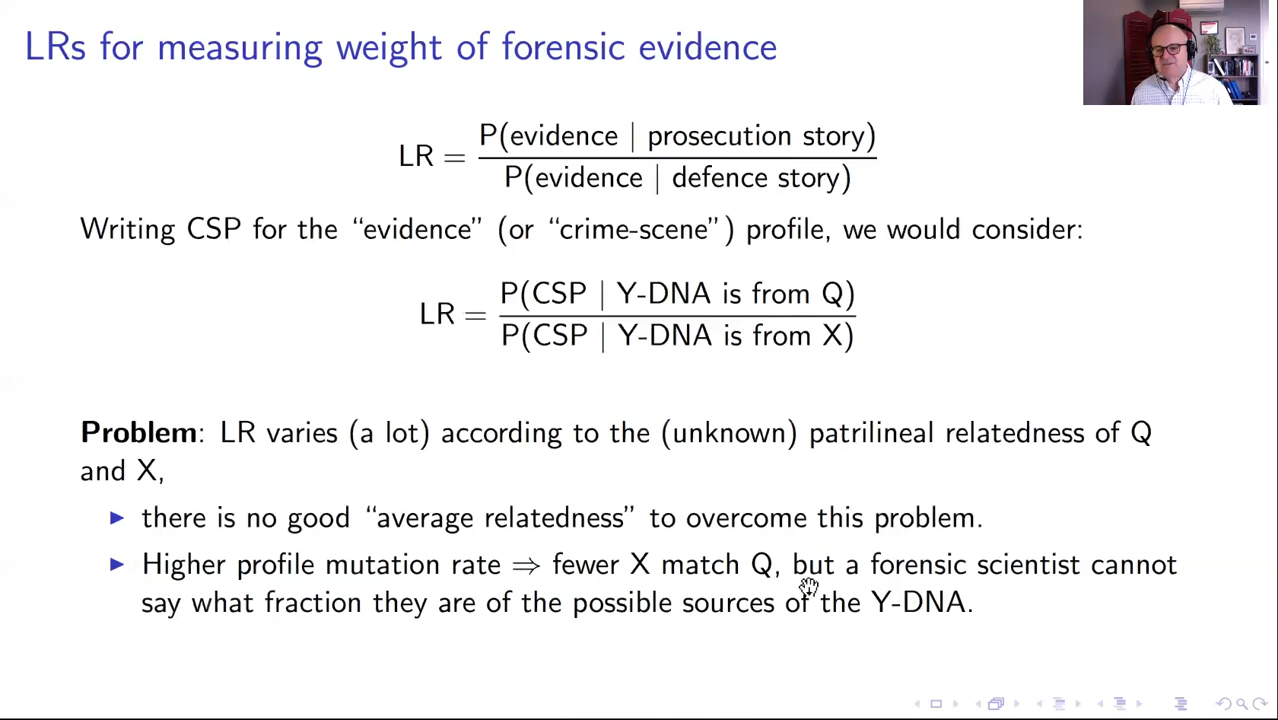 LRs for measuring weight of forensic evidence
LR = P(evidence | prosecution story)
P(evidence | defence story)
Writing CSP for the “evidence” (or “crime-scene”) profile, we would consider:
LR = P(CSP | Y-DNA is from Q)
P(CSP | Y-DNA is from X)
Problem: LR varies (a lot) according to the (unknown) patrilineal relatedness of Q
and X,
▶ there is no good “average relatedness” to overcome this problem.
▶ Higher profile mutation rate ⇒ fewer X match Q, but a forensic scientist cannot
say what fraction they are of the possible sources of the Y-DNA.